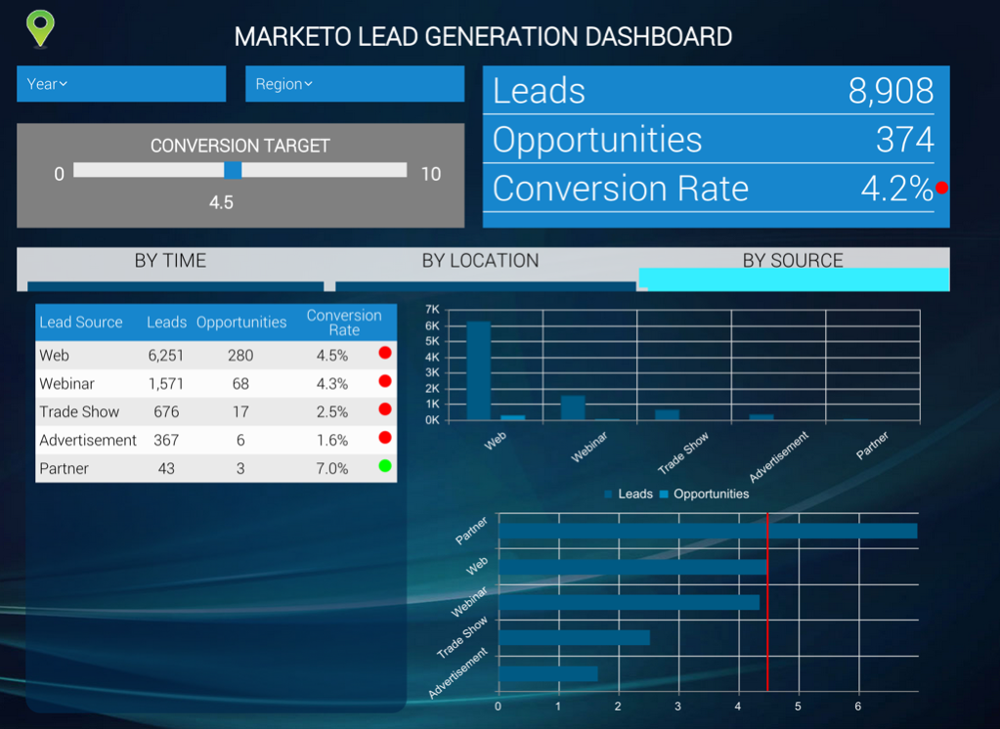 MARKETO LEAD GENERATION DASHBOARD
Year
Region
Leads 8,908
Opportunities 374
Conversion Rate 4.2%
CONVERSION TARGET
0 10
4.5
BY TIME BY LOCATION BY SOURCE
Lead Source Leads Opportunities Conversion Rate
Web 6,251 280 4.5%
Webinar 1,571 68 4.3%
Trade Show 676 17 2.5%
Advertisement 367 6 1.6%
Partner 43 3 7.0%
7K
6K
5K
4K
3K
2K
1K
0K
Web Webinar Trade Show Advertisement Partner
Leads Opportunities
Partner
Web
Webinar
Trade Show
Advertisement
0 1 2 3 4 5 6